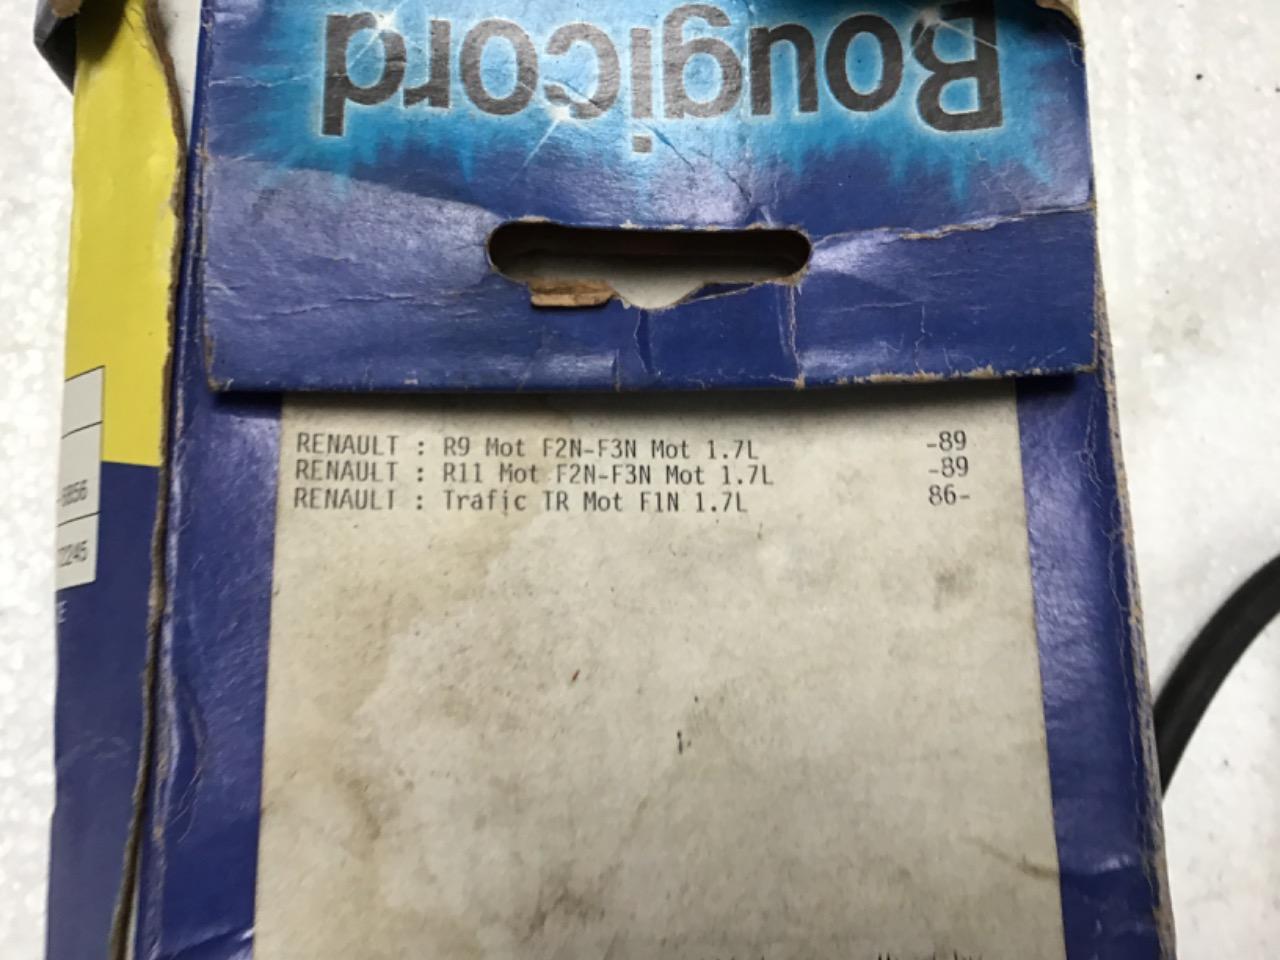 Bougicord
RENAULT : R9 Mot F2N-F3N Mot 1.7L -89
RENAULT : R11 Mot F2N-F3N Mot 1.7L -89
RENAULT : Trafic TR Mot F1N 1.7L 86-